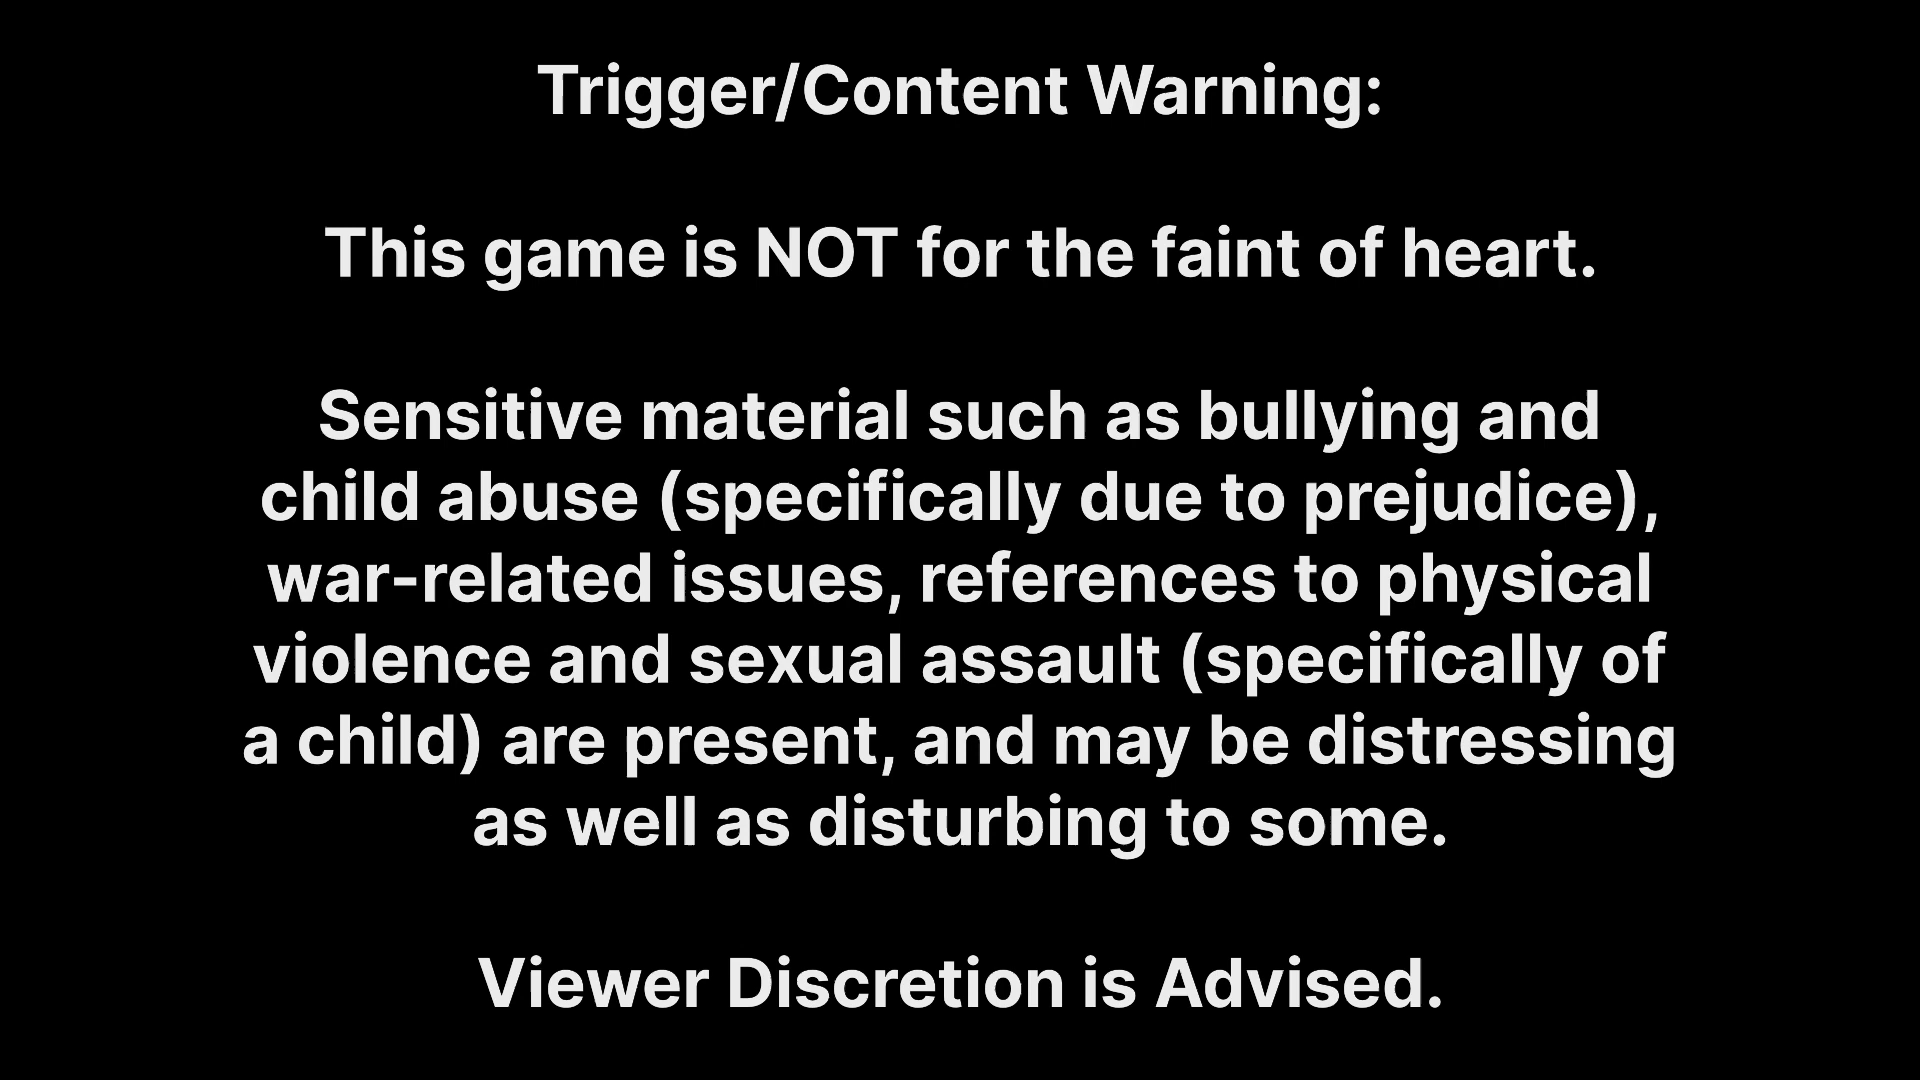 Trigger/Content Warning:
This game is NOT for the faint of heart.
Sensitive material such as bullying and
child abuse (specifically due to prejudice),
war-related issues, references to physical
violence and sexual assault (specifically of
a child) are present, and may be distressing
as well as disturbing to some.
Viewer Discretion is Advised.